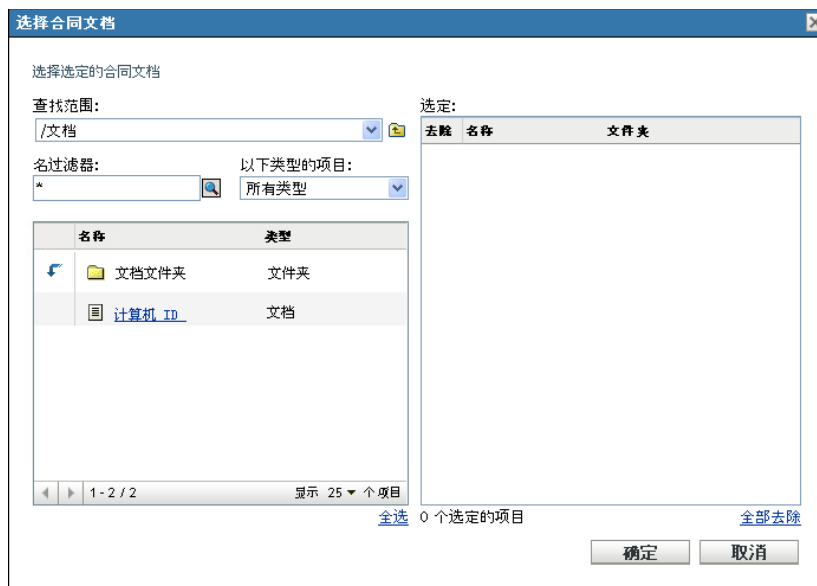 选择合同文档
选择选定的合同文档
查找范围:
/文档
名过滤器:
以下类型的项目:
*
所有类型
名称 类型
文档文件夹 文件夹
计算机 ID 文档
1-2 / 2 显示 25 个项目
全选
选定:
去除 名称 文件夹
0 个选定的项目 全部去除
确定 取消